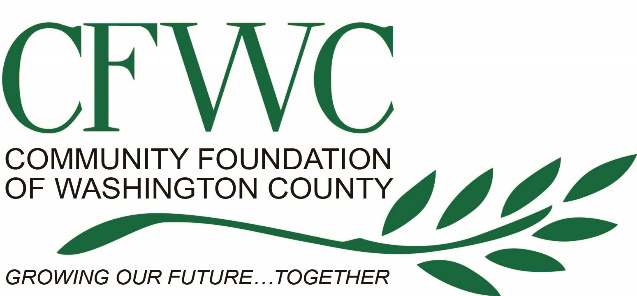 CFWC
COMMUNITY FOUNDATION
OF WASHINGTON COUNTY
GROWING OUR FUTURE...TOGETHER